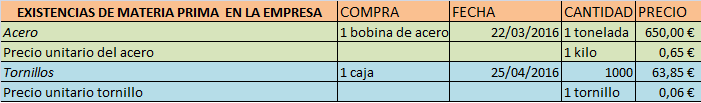 EXISTENCIAS DE MATERIA PRIMA EN LA EMPRESA COMPRA FECHA CANTIDAD PRECIO
Acero 1 bobina de acero 22/03/2016 1 tonelada 650,00 €
Precio unitario del acero 1 kilo 0,65 €
Tornillos 1 caja 25/04/2016 1000 63,85 €
Precio unitario tornillo 1 tornillo 0,06 €